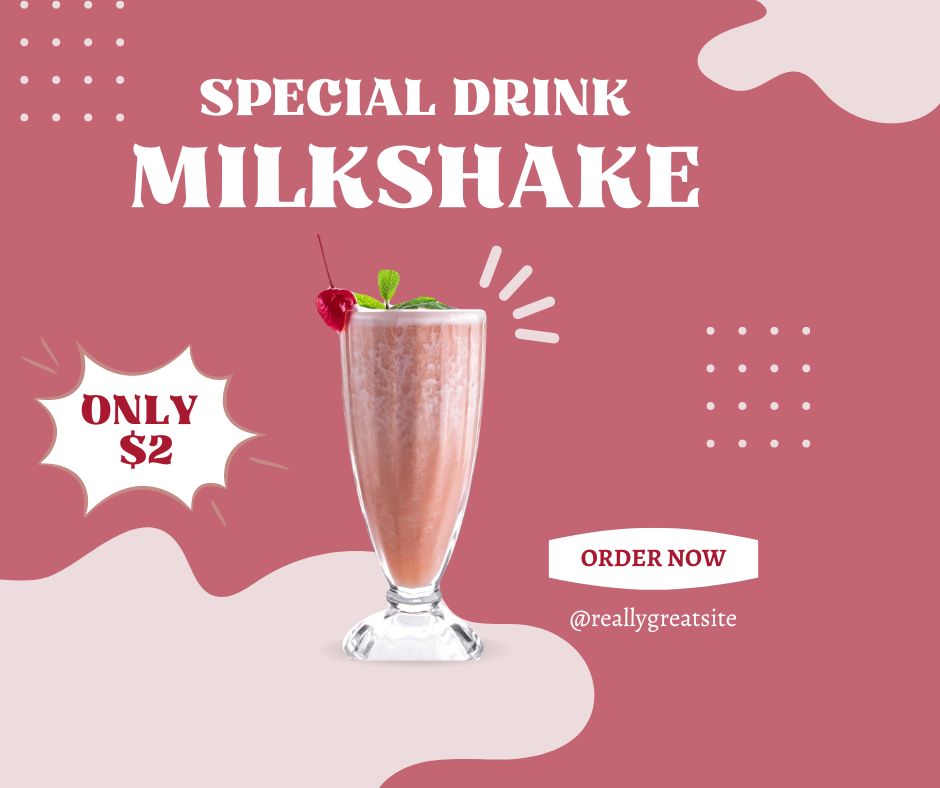 SPECIAL DRINK
MILKSHAKE
ONLY
$2
ORDER NOW
@reallygreatsite